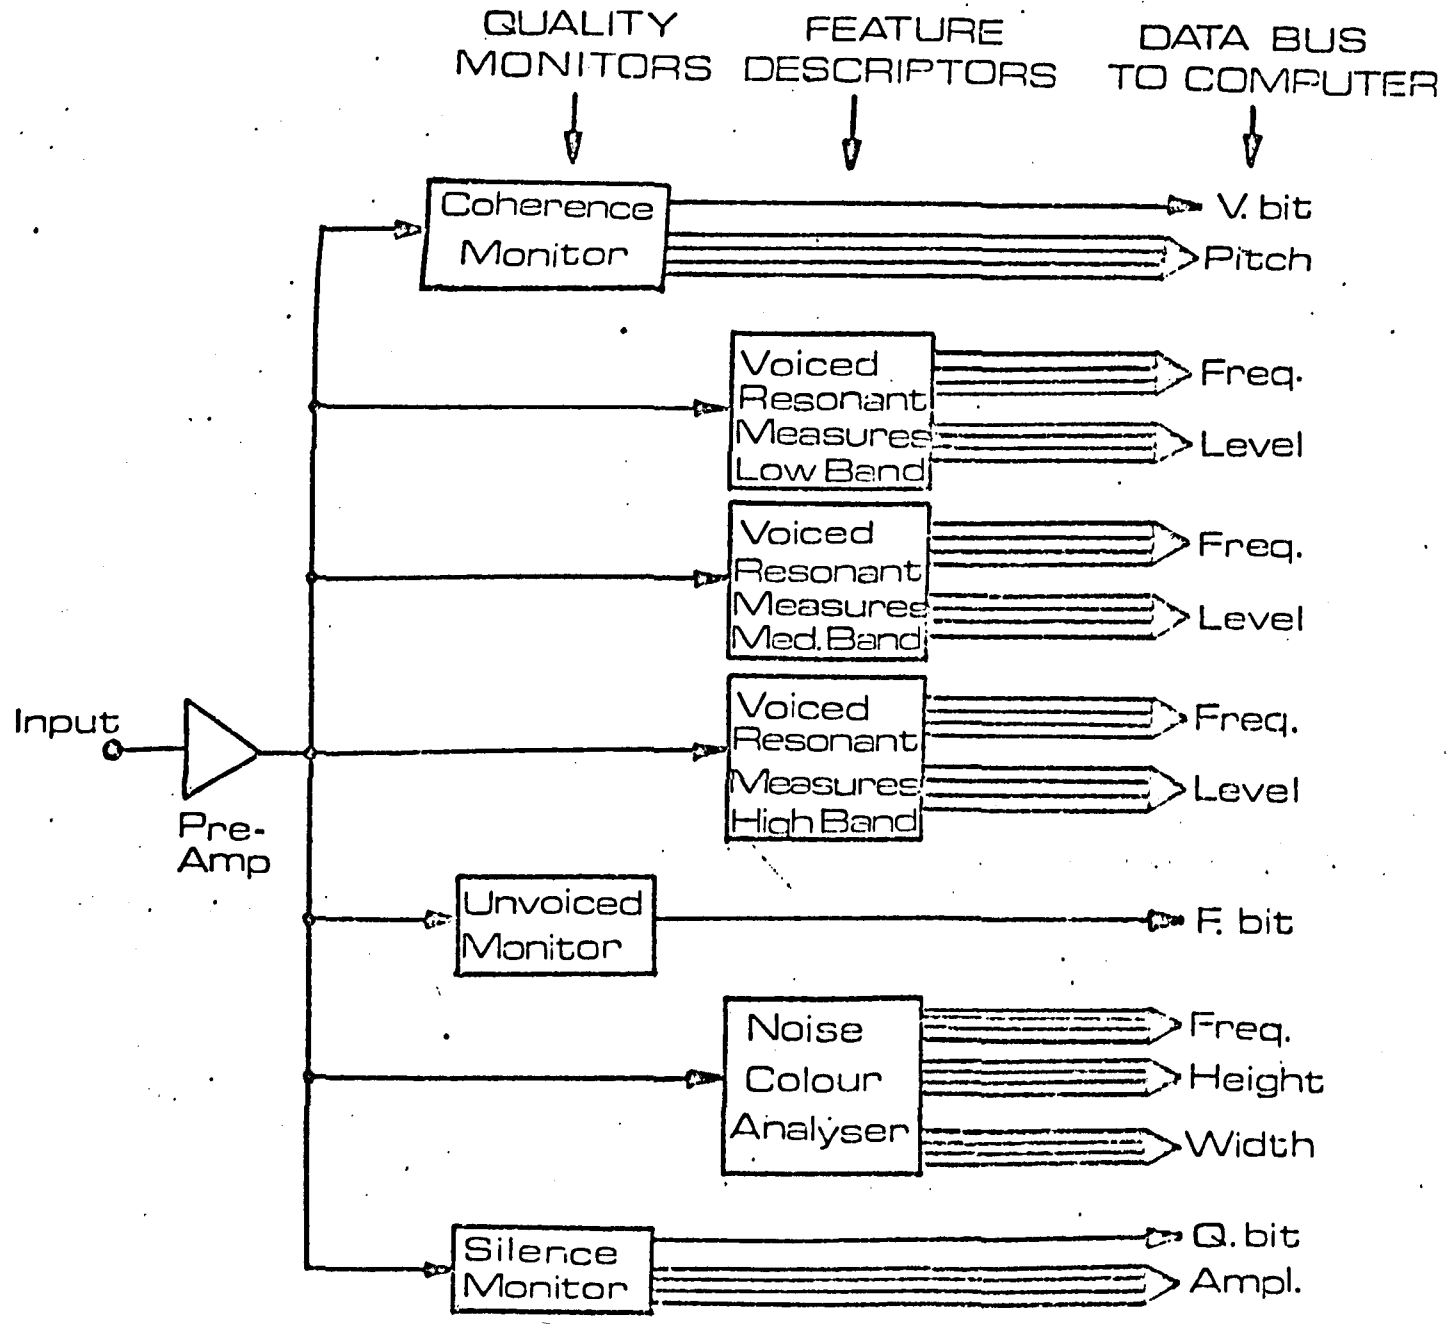 QUALITY
MONITORS
FEATURE
DESCRIPTORS
DATA BUS
TO COMPUTER
Coherence
Monitor
V. bit
Pitch
Voiced
Resonant
Measures
Low Band
Freq.
Level
Voiced
Resonant
Measures
Med. Band
Freq.
Level
Input
Pre-
Amp
Voiced
Resonant
Measures
High Band
Freq.
Level
Unvoiced
Monitor
F. bit
Noise
Colour
Analyser
Freq.
Height
Width
Silence
Monitor
Q. bit
Ampl.